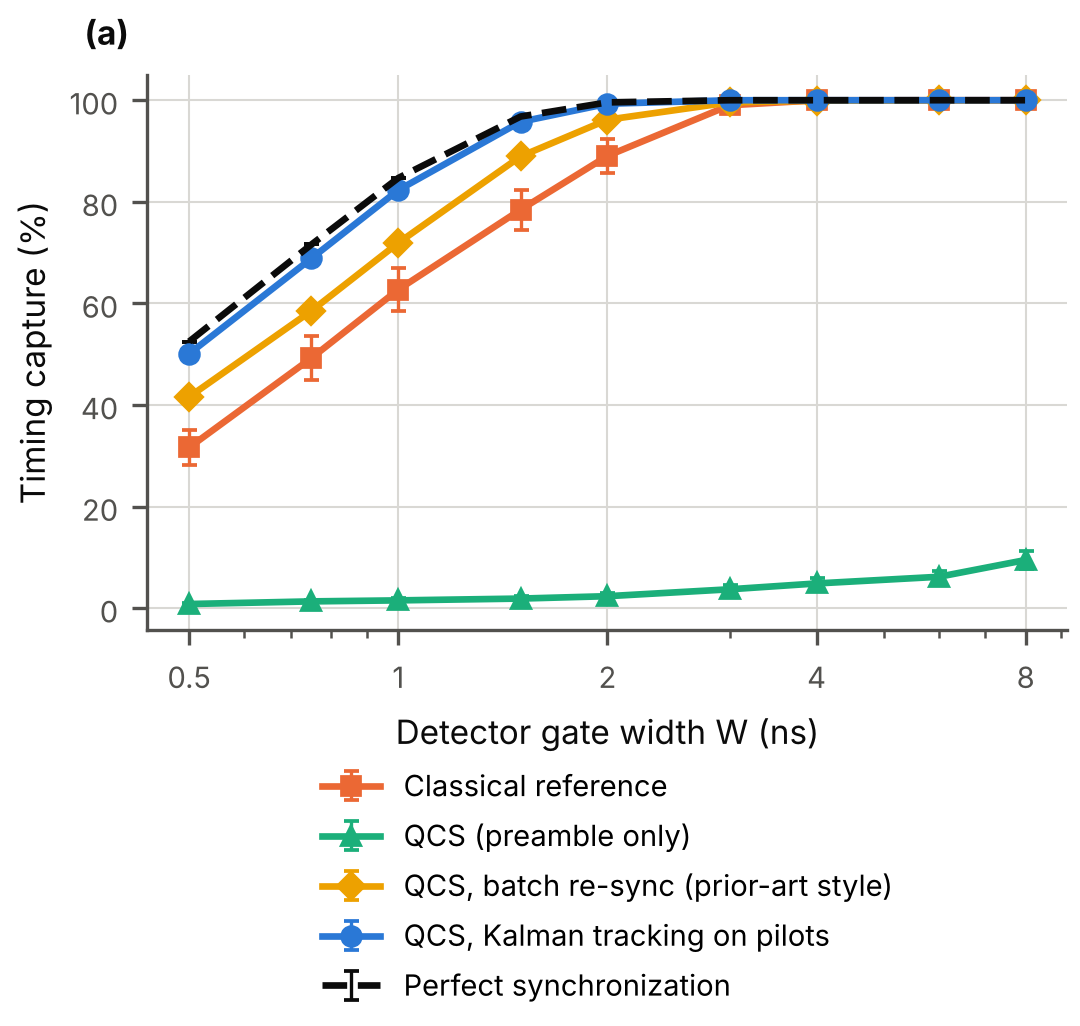 (a)
100
80
60
40
20
0
Timing capture (%)
0.5 1 2 4 8
Detector gate width W (ns)
Classical reference
QCS (preamble only)
QCS, batch re-sync (prior-art style)
QCS, Kalman tracking on pilots
Perfect synchronization